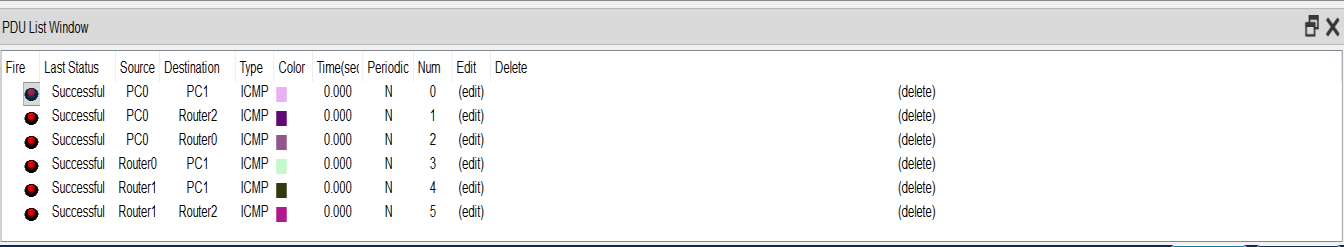 PDU List Window
Fire Last Status Source Destination Type Color Time(sec Periodic Num Edit Delete
Successful PC0 PC1 ICMP 0.000 N 0 (edit) (delete)
Successful PC0 Router2 ICMP 0.000 N 1 (edit) (delete)
Successful PC0 Router0 ICMP 0.000 N 2 (edit) (delete)
Successful Router0 PC1 ICMP 0.000 N 3 (edit) (delete)
Successful Router1 PC1 ICMP 0.000 N 4 (edit) (delete)
Successful Router1 Router2 ICMP 0.000 N 5 (edit) (delete)